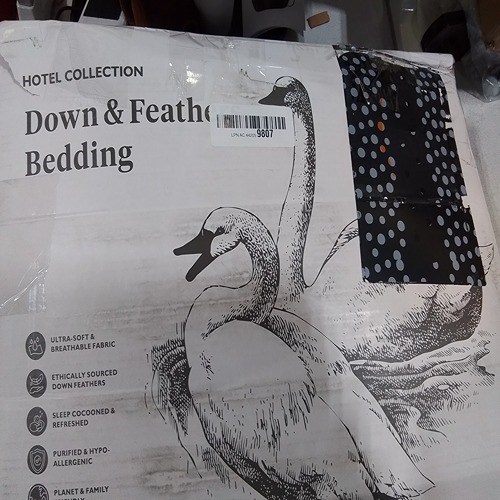 HOTEL COLLECTION
Down & Feathe
Bedding
9807
ULTRA-SOFT &
BREATHABLE FABRIC
ETHICALLY SOURCED
DOWN FEATHERS
SLEEP COCOONED &
REFRESHED
PURIFIED & HYPO-
ALLERGENIC
PLANET & FAMILY